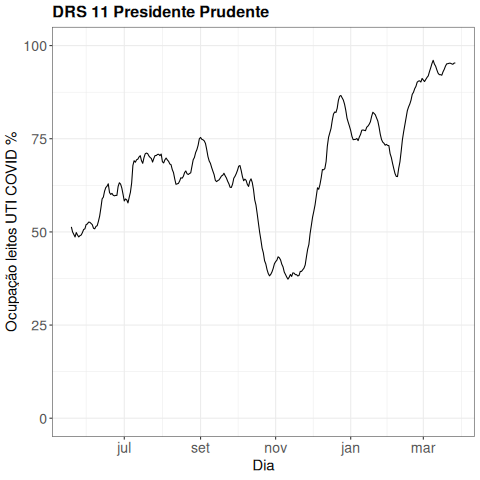 DRS 11 Presidente Prudente
Ocupação leitos UTI COVID %
100
75
50
25
0
jul set nov jan mar
Dia